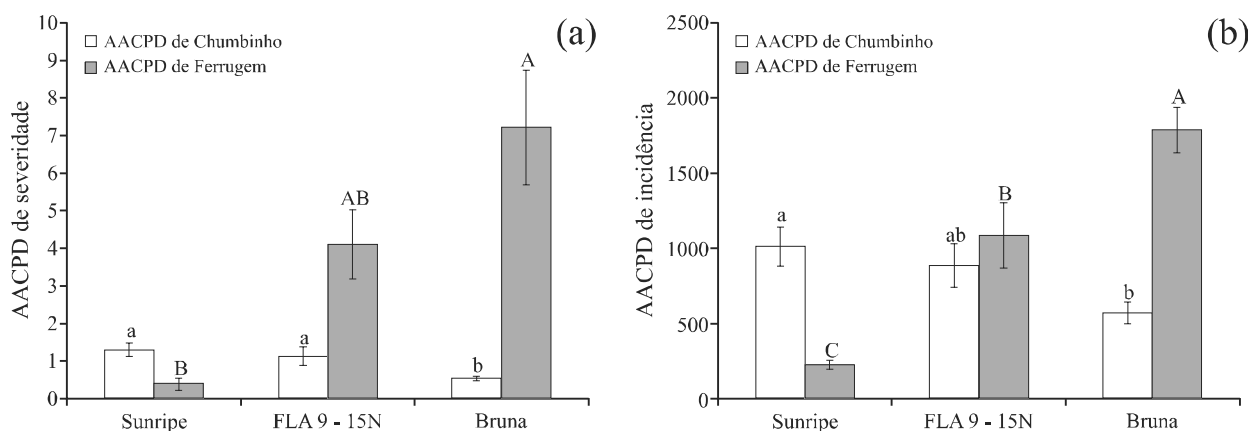 (a)
AACPD de Chumbinho
AACPD de Ferrugem
AACPD de severidade
10
9
8
7
6
5
4
3
2
1
0
a
B
a
AB
b
A
Sunripe
FLA 9 - 15N
Bruna
(b)
AACPD de Chumbinho
AACPD de Ferrugem
AACPD de incidência
2500
2000
1500
1000
500
0
a
C
ab
B
b
A
Sunripe
FLA 9 - 15N
Bruna